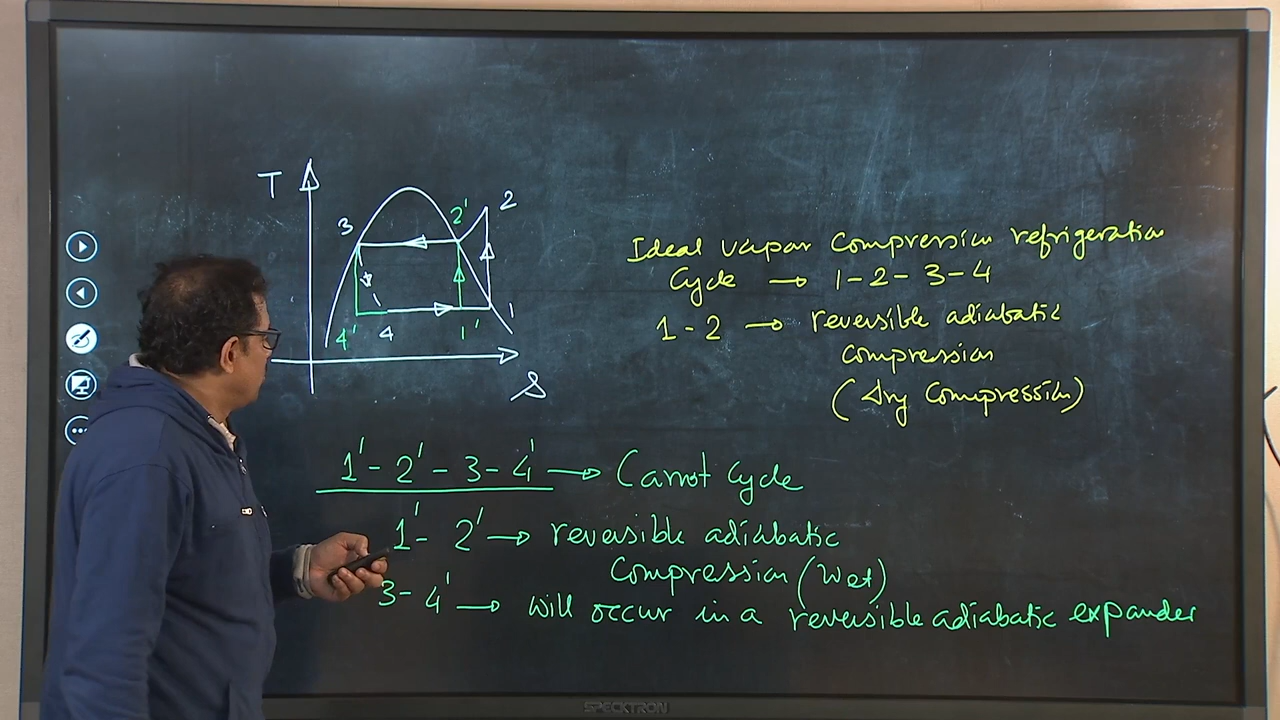 T
3
2'
2
4'
4
1'
1
s
Ideal vapor compression refrigeration
Cycle → 1-2-3-4
1-2 → reversible adiabatic
compression
(Dry Compression)
1'-2'-3-4' → Carnot Cycle
1'-2' → reversible adiabatic
Compression (Wet)
3-4' → will occur in a reversible adiabatic expander
SPECKTRON